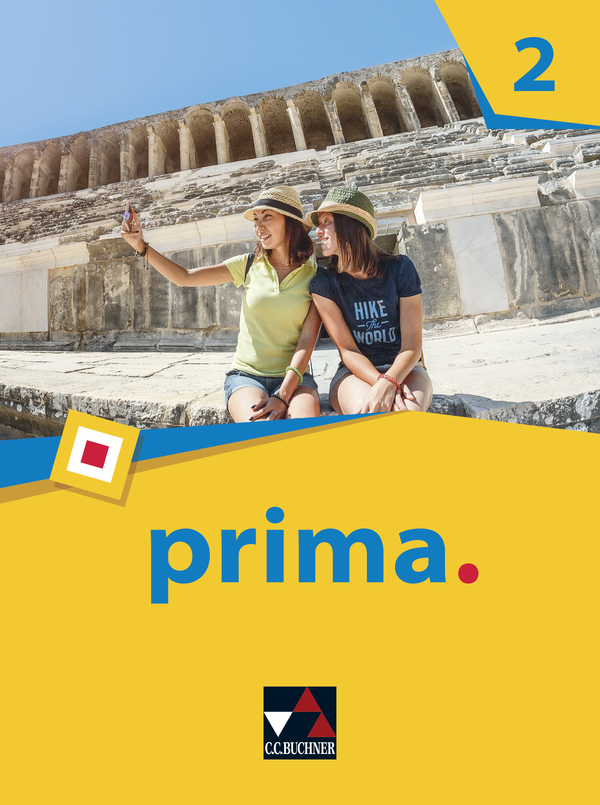 2
HIKE
The
WORLD
prima.
C.C.BUCHNER